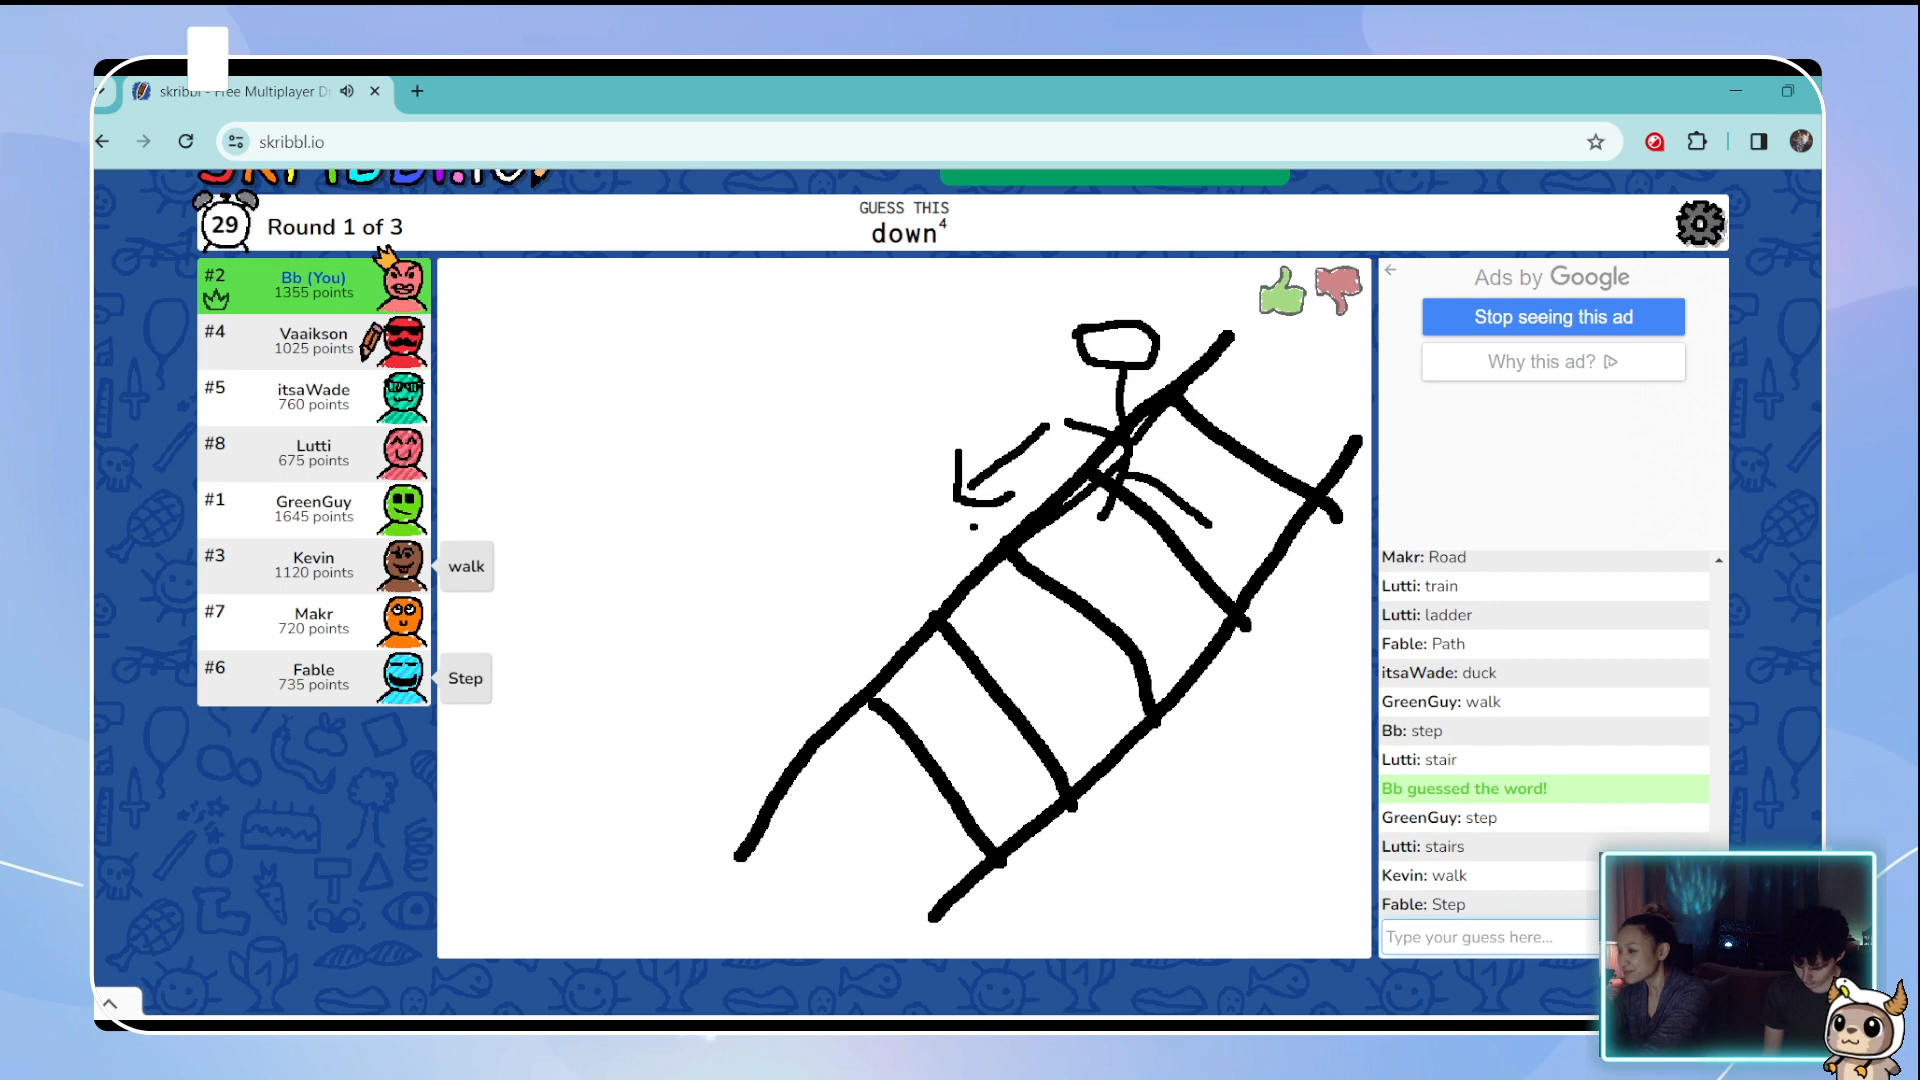 skribbl - Free Multiplayer D
skribbl.io
29
Round 1 of 3
GUESS THIS
down4
#2
Bb (You)
1355 points
#4
Vaaikson
1025 points
#5
itsaWade
760 points
#8
Lutti
675 points
#1
GreenGuy
1645 points
#3
Kevin
1120 points
walk
#7
Makr
720 points
#6
Fable
735 points
Step
Ads by Google
Stop seeing this ad
Why this ad?
Makr: Road
Lutti: train
Lutti: ladder
Fable: Path
itsaWade: duck
GreenGuy: walk
Bb: step
Lutti: stair
Bb guessed the word!
GreenGuy: step
Lutti: stairs
Kevin: walk
Fable: Step
Type your guess here...